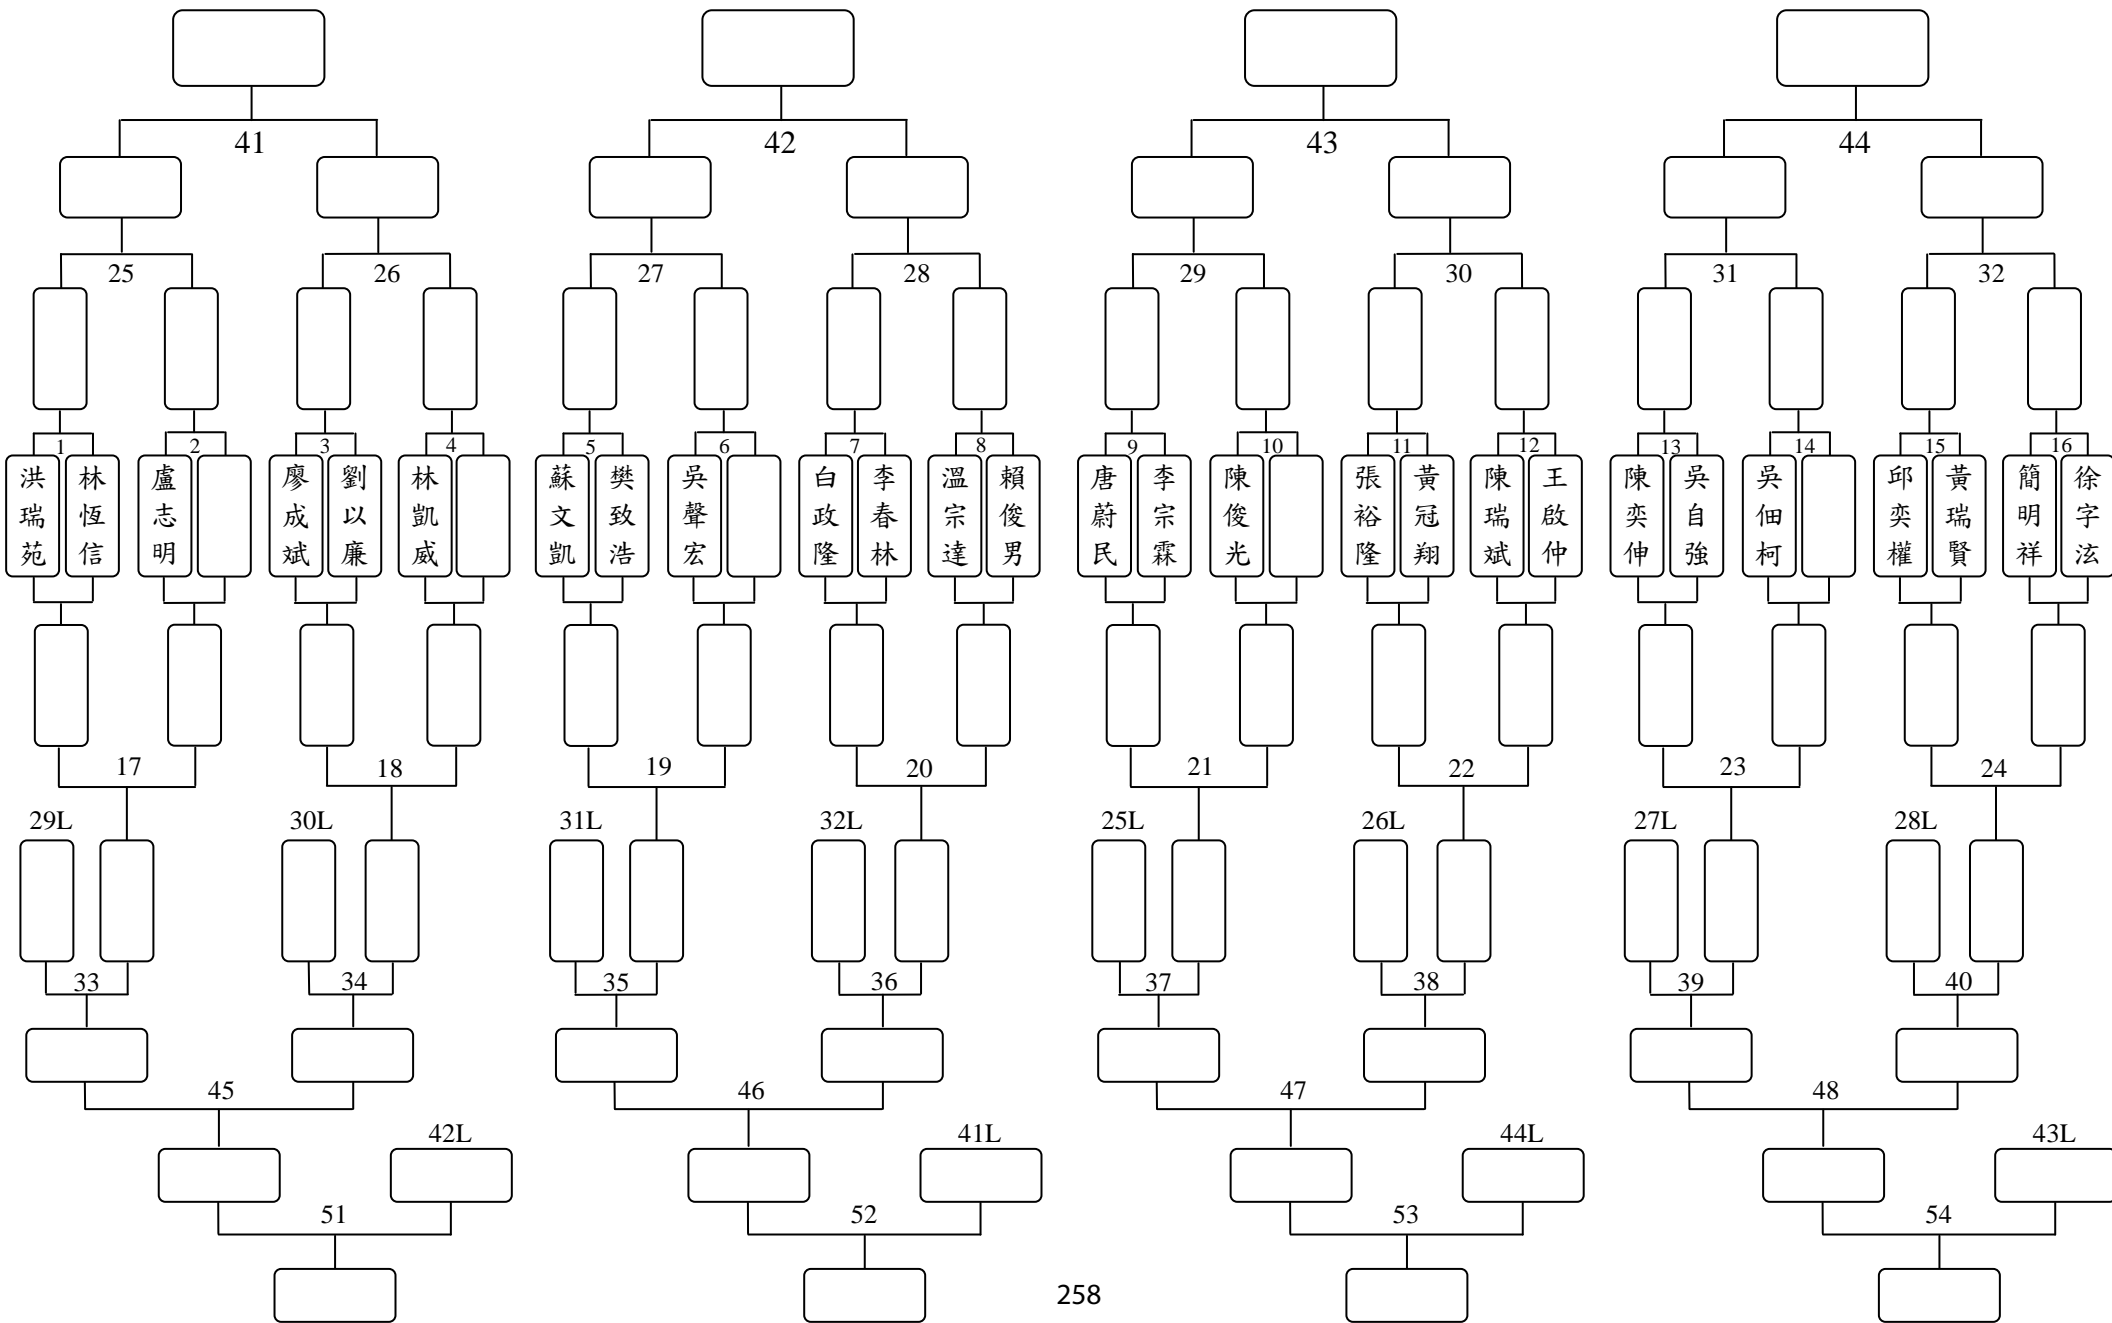 41 42 43 44
25 26 27 28 29 30 31 32
1 2 3 4 5 6 7 8 9 10 11 12 13 14 15 16
洪瑞苑
林恆信
盧志明
廖成斌
劉以廉
林凱威
蘇文凱
樊致浩
吳聲宏
白政隆
李春林
溫宗達
賴俊男
唐蔚民
李宗霖
陳俊光
張裕隆
黃冠翔
陳瑞斌
王啟仲
陳奕伸
吳自強
吳佃柯
邱奕權
黃瑞賢
簡明祥
徐字泫
17 18 19 20 21 22 23 24
29L 30L 31L 32L 25L 26L 27L 28L
33 34 35 36 37 38 39 40
45 46 47 48
42L 41L 44L 43L
51 52 53 54
258